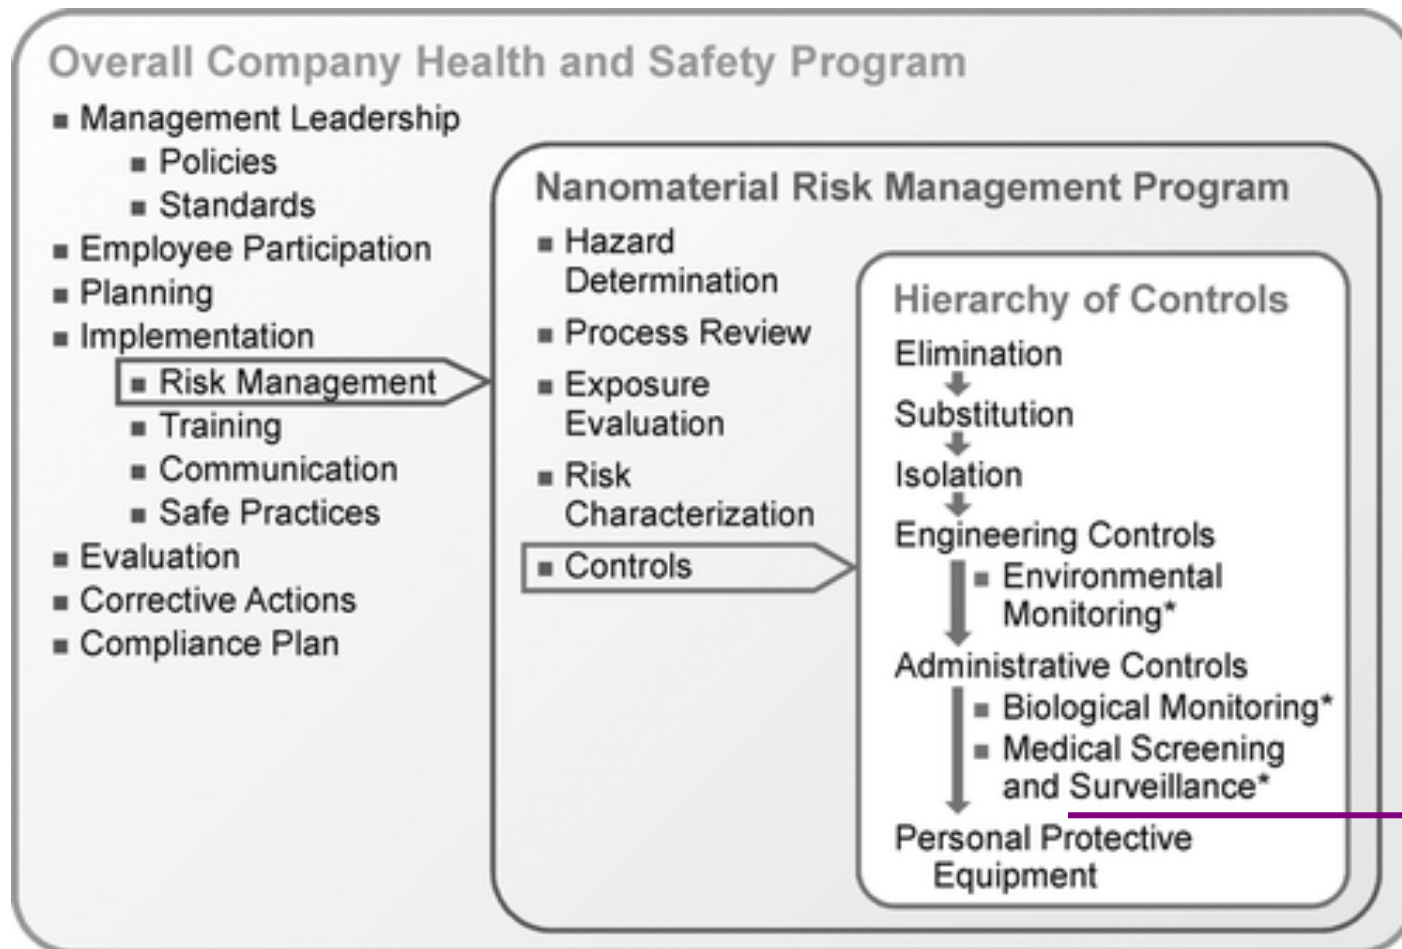 Overall Company Health and Safety Program
■ Management Leadership
■ Policies
■ Standards
■ Employee Participation
■ Planning
■ Implementation
■ Risk Management
■ Training
■ Communication
■ Safe Practices
■ Evaluation
■ Corrective Actions
■ Compliance Plan
Nanomaterial Risk Management Program
■ Hazard
Determination
■ Process Review
■ Exposure
Evaluation
■ Risk
Characterization
■ Controls
Hierarchy of Controls
Elimination
Substitution
Isolation
Engineering Controls
■ Environmental
Monitoring*
Administrative Controls
■ Biological Monitoring*
■ Medical Screening
and Surveillance*
Personal Protective
Equipment